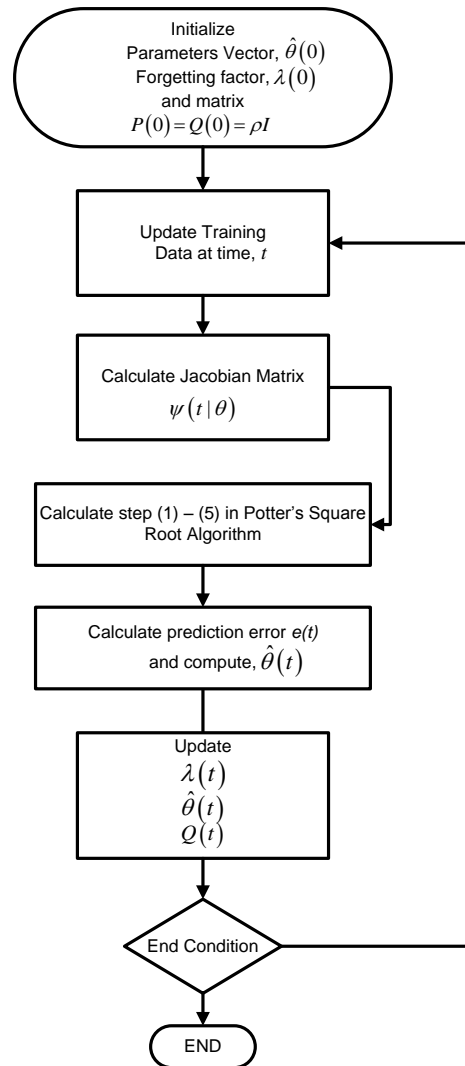 Initialize
Parameters Vector, θ̂(0)
Forgetting factor, λ(0)
and matrix
P(0)=Q(0)=ρI
Update Training
Data at time, t
Calculate Jacobian Matrix
ψ(t|θ)
Calculate step (1) – (5) in Potter's Square
Root Algorithm
Calculate prediction error e(t)
and compute, θ̂(t)
Update
λ(t)
θ̂(t)
Q(t)
End Condition
END